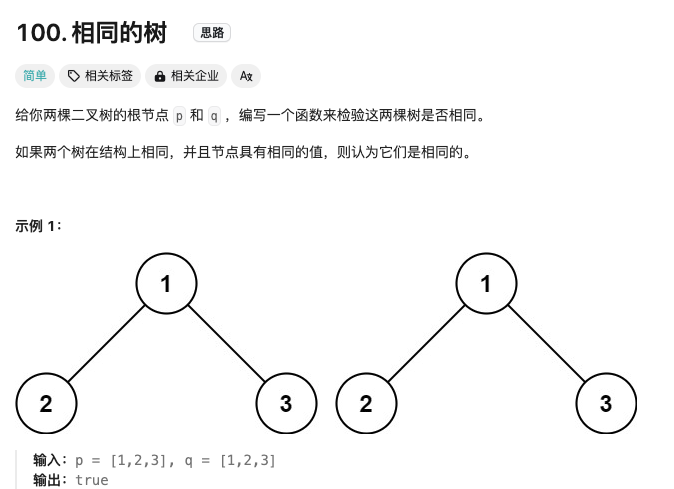 100. 相同的树 思路
简单 相关标签 相关企业 A文
给你两棵二叉树的根节点 p 和 q ，编写一个函数来检验这两棵树是否相同。
如果两个树在结构上相同，并且节点具有相同的值，则认为它们是相同的。
示例 1：
1 1
2 3 2 3
输入：p = [1,2,3], q = [1,2,3]
输出：true